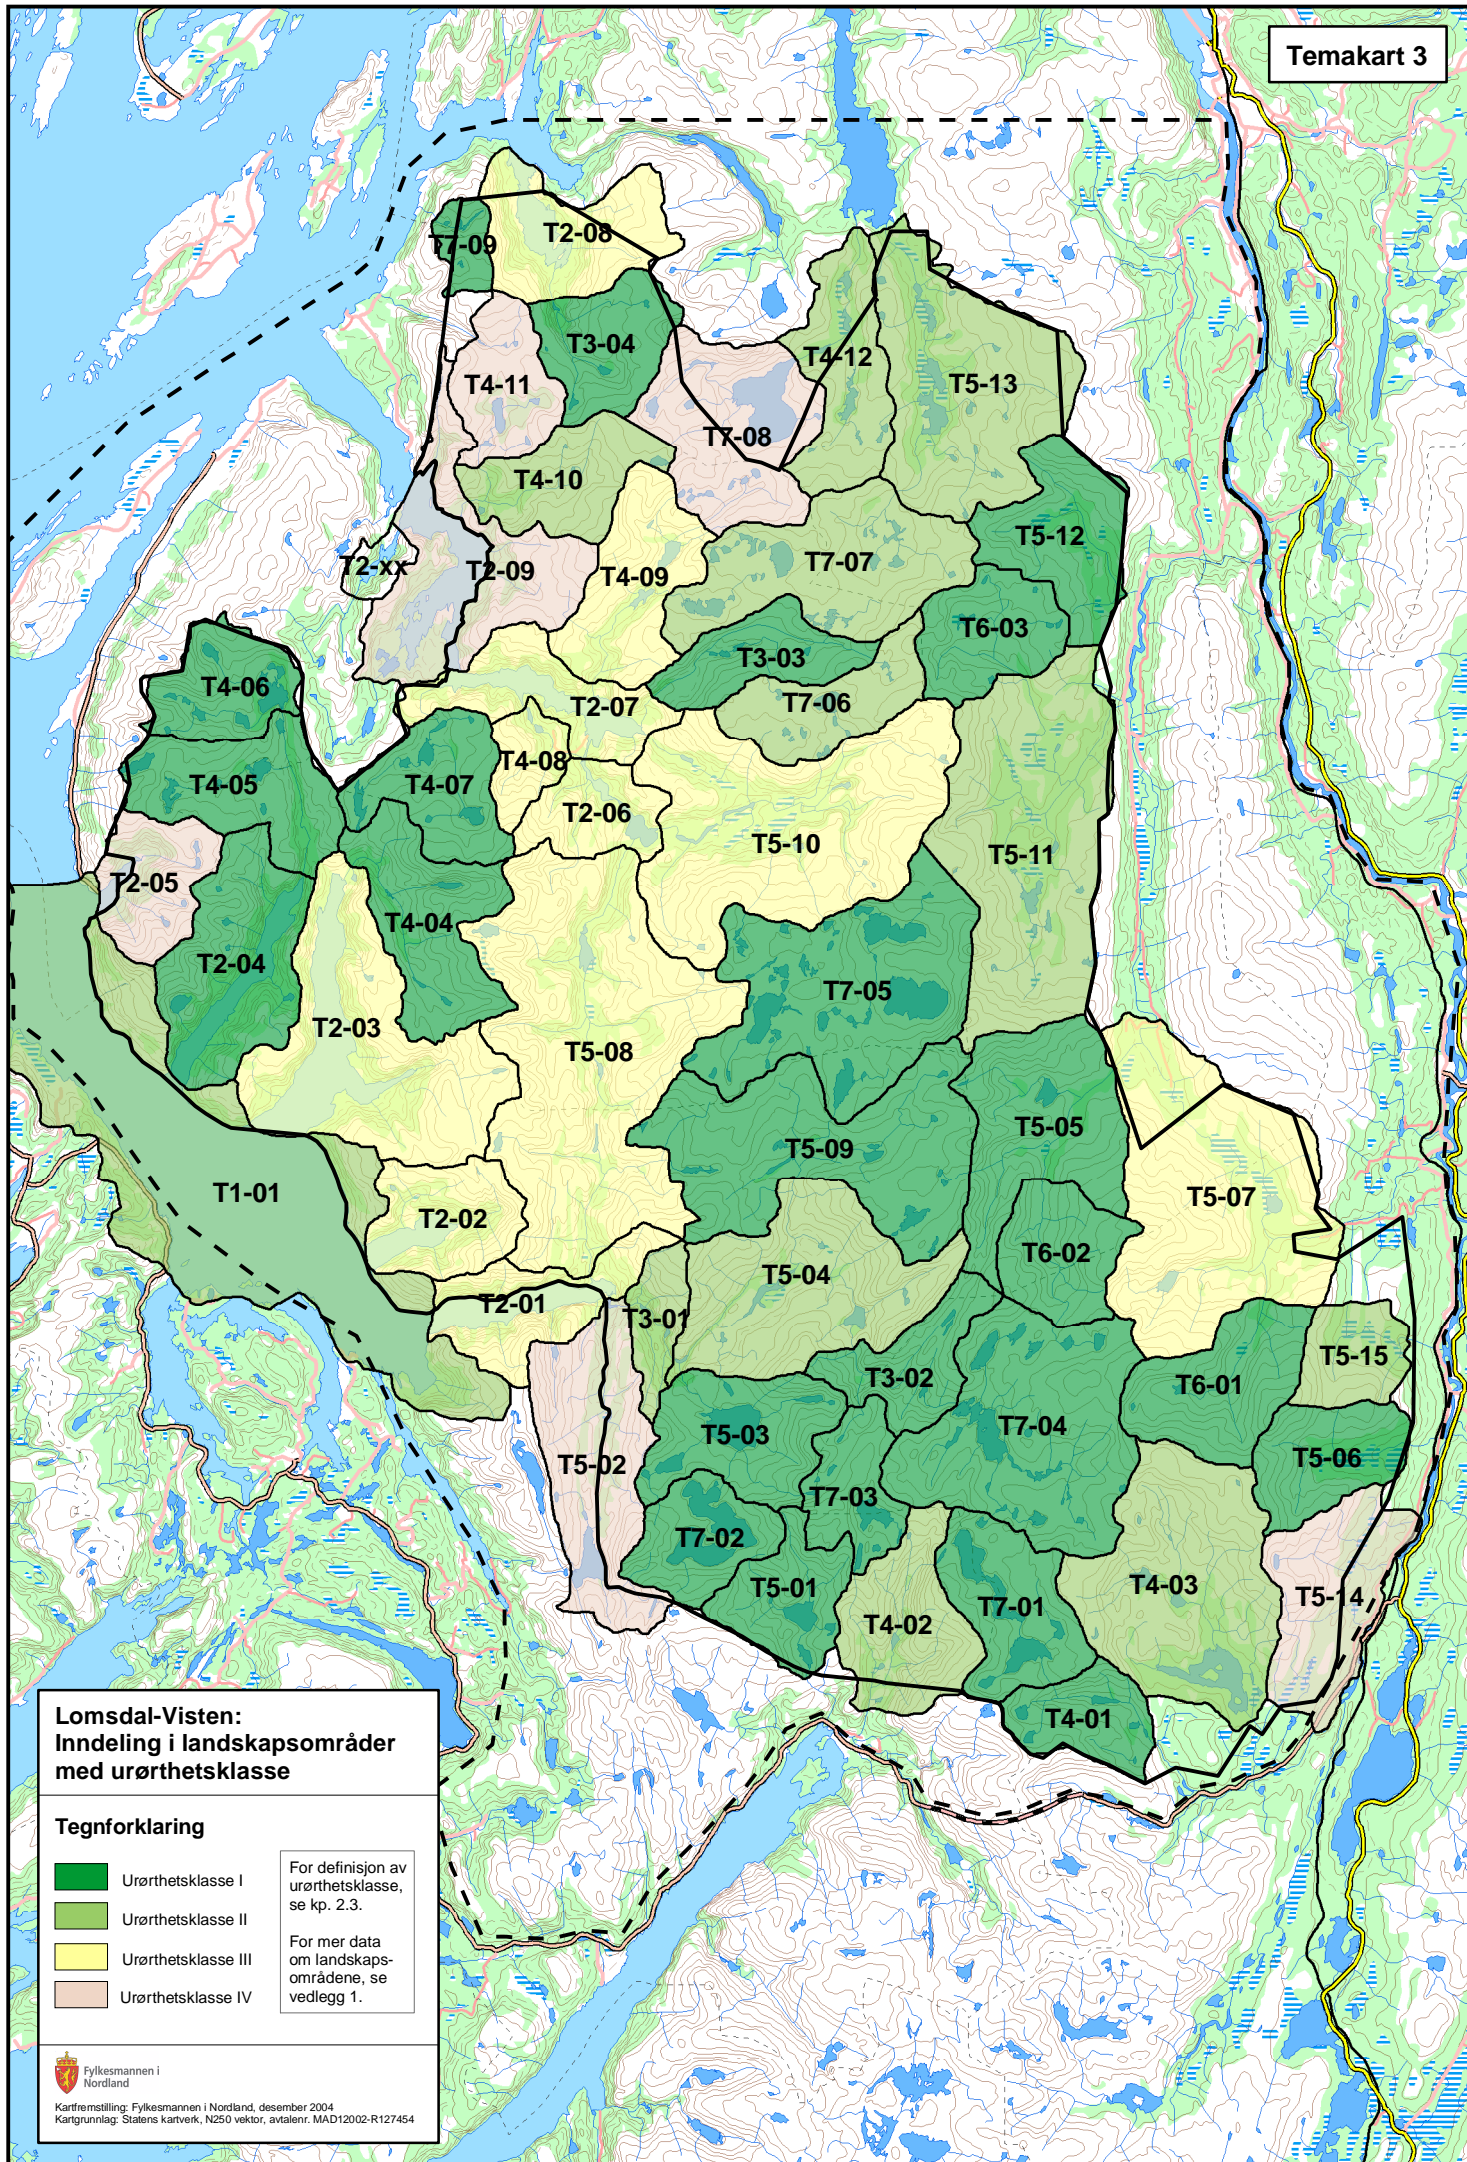 Temakart 3
T7-09
T2-08
T3-04
T4-12
T4-11
T5-13
T7-08
T4-10
T5-12
T7-07
T2-xx
T2-09
T4-09
T6-03
T3-03
T4-06
T7-06
T2-07
T4-08
T4-05
T4-07
T2-06
T5-10
T5-11
T2-05
T4-04
T2-04
T7-05
T2-03
T5-08
T5-05
T5-09
T1-01
T5-07
T2-02
T6-02
T5-04
T2-01
T3-01
T5-15
T3-02
T6-01
T7-04
T5-03
T5-06
T5-02
T7-03
T7-02
T5-01
T4-03
T5-14
T7-01
T4-02
T4-01
Lomsdal-Visten:
Inndeling i landskapsområder
med urørthetsklasse
Tegnforklaring
Urørthetsklasse I
Urørthetsklasse II
Urørthetsklasse III
Urørthetsklasse IV
For definisjon av
urørthetsklasse,
se kp. 2.3.
For mer data
om landskaps-
områdene, se
vedlegg 1.
Fylkesmannen i
Nordland
Kartfremstilling: Fylkesmannen i Nordland, desember 2004
Kartgrunnlag: Statens kartverk, N250 vektor, avtalenr. MAD12002-R127454